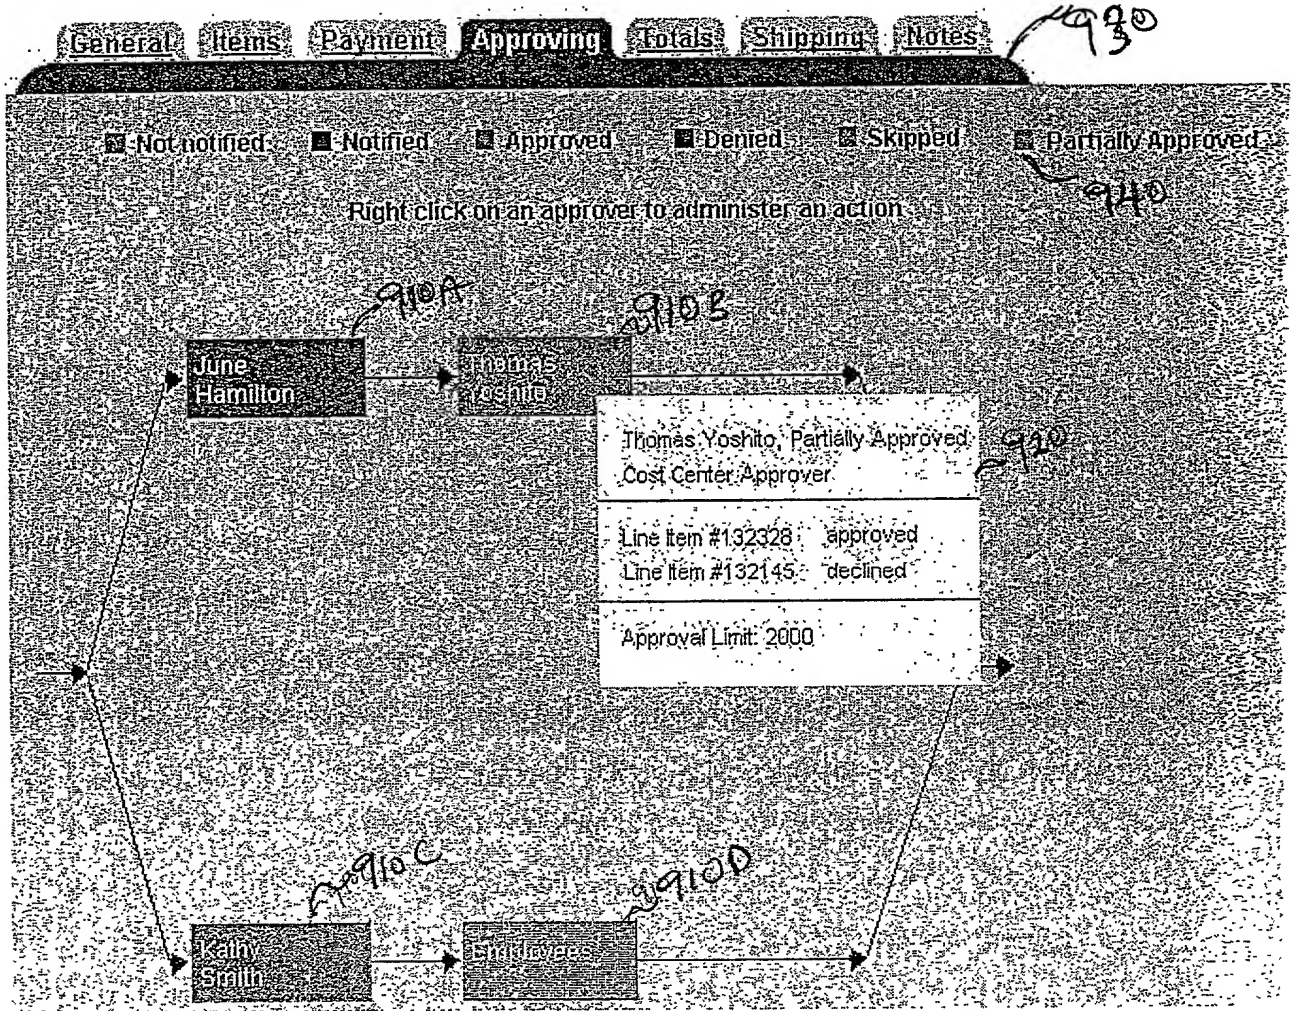 General Items Payment Approving Totals Shipping Notes
930
Not notified Notified Approved Denied Skipped Partially Approved
940
Right click on an approver to administer an action
910A
910B
June
Hamilton
Thomas
Yoshito
Thomas Yoshito, Partially Approved
920
Cost Center Approver
Line Item #132328 approved
Line Item #132145 declined
Approval Limit: 2000
910C
910D
Kathy
Smith
Employees